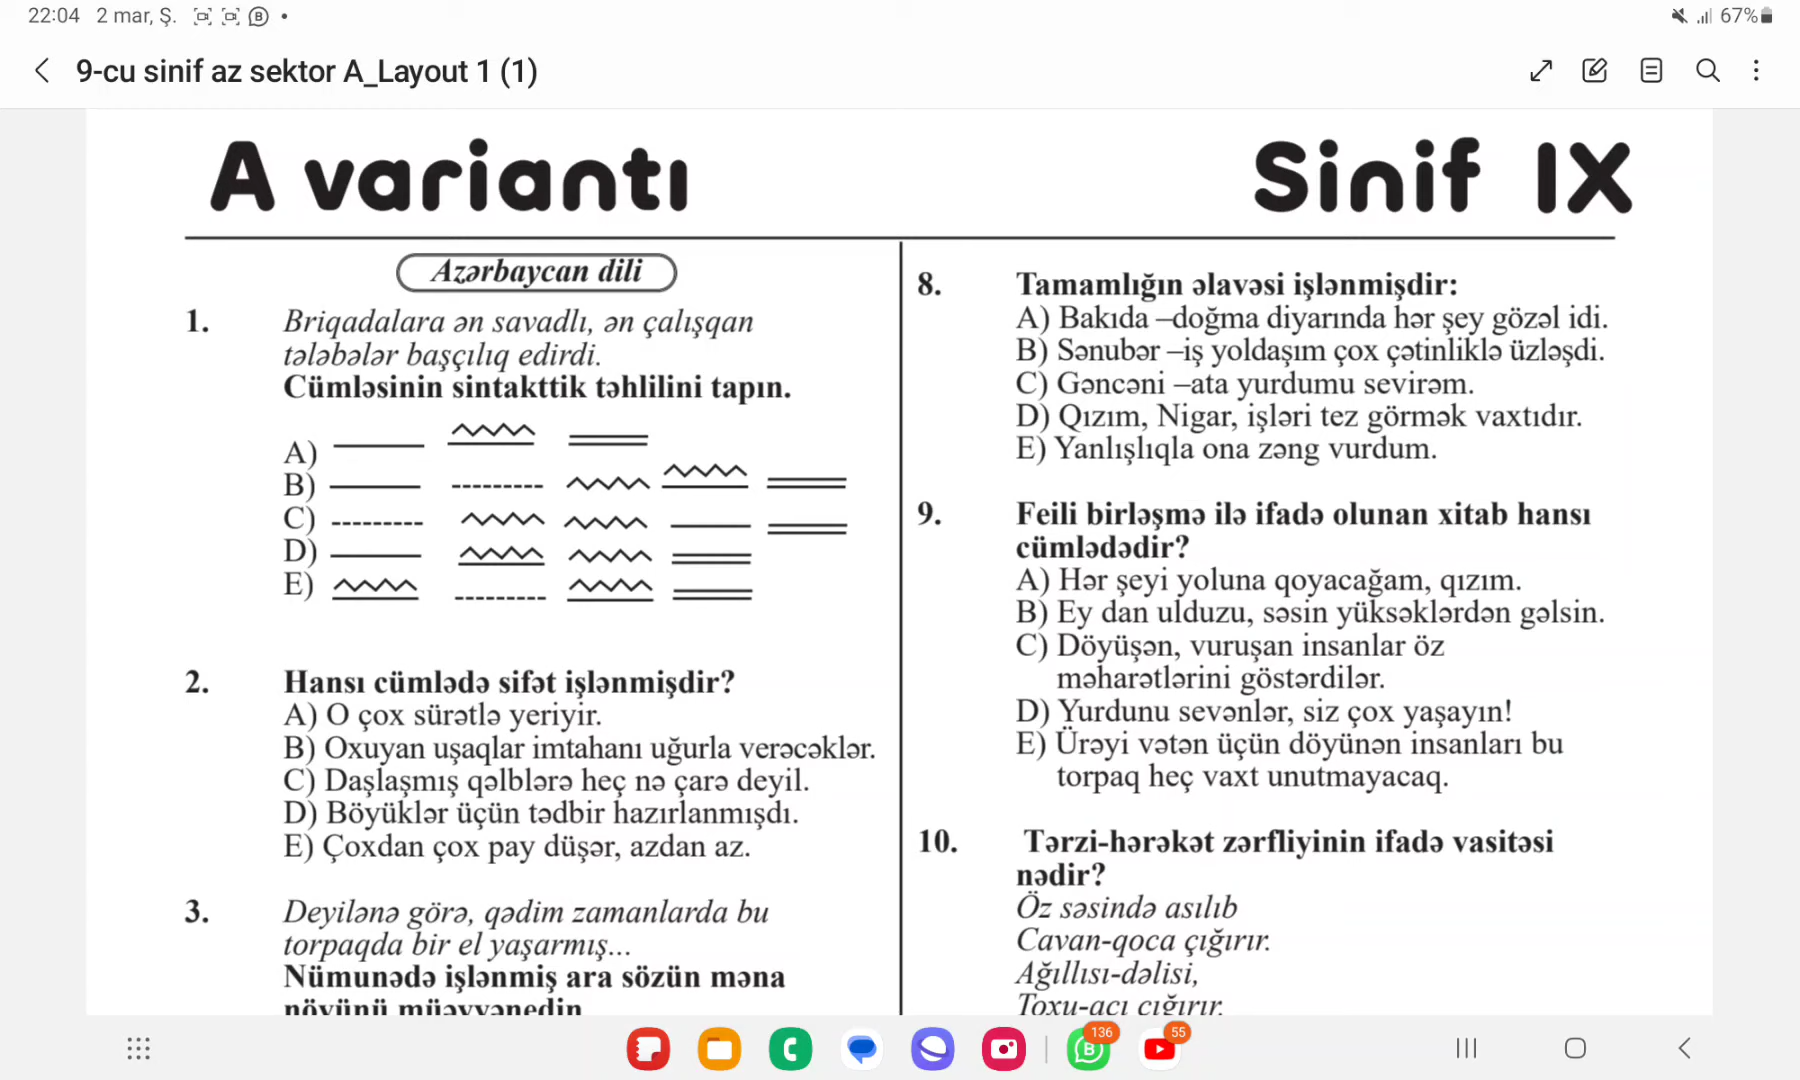 22:04 2 mar, Ş.
67%
9-cu sinif az sektor A_Layout 1 (1)
A variantı
Sinif IX
Azərbaycan dili
1. Briqadalara ən savadlı, ən çalışqan
tələbələr başçılıq edirdi.
Cümləsinin sintakttik təhlilini tapın.
A)
B)
C)
D)
E)
2. Hansı cümlədə sifət işlənmişdir?
A) O çox sürətlə yeriyir.
B) Oxuyan uşaqlar imtahanı uğurla verəcəklər.
C) Daşlaşmış qəlblərə heç nə çarə deyil.
D) Böyüklər üçün tədbir hazırlanmışdı.
E) Çoxdan çox pay düşər, azdan az.
3. Deyilənə görə, qədim zamanlarda bu
torpaqda bir el yaşarmış...
Nümunədə işlənmiş ara sözün məna
növünü müəyyənedin
8. Tamamlığın əlavəsi işlənmişdir:
A) Bakıda –doğma diyarında hər şey gözəl idi.
B) Sənubər –iş yoldaşım çox çətinliklə üzləşdi.
C) Gəncəni –ata yurdumu sevirəm.
D) Qızım, Nigar, işləri tez görmək vaxtıdır.
E) Yanlışlıqla ona zəng vurdum.
9. Feili birləşmə ilə ifadə olunan xitab hansı
cümlədədir?
A) Hər şeyi yoluna qoyacağam, qızım.
B) Ey dan ulduzu, səsin yüksəklərdən gəlsin.
C) Döyüşən, vuruşan insanlar öz
məharətlərini göstərdilər.
D) Yurdunu sevənlər, siz çox yaşayın!
E) Ürəyi vətən üçün döyünən insanları bu
torpaq heç vaxt unutmayacaq.
10. Tərzi-hərəkət zərfliyinin ifadə vasitəsi
nədir?
Öz səsində asılıb
Cavan-qoca çığırır.
Ağıllısı-dəlisi,
Toxu-acı çığırır.
136
55